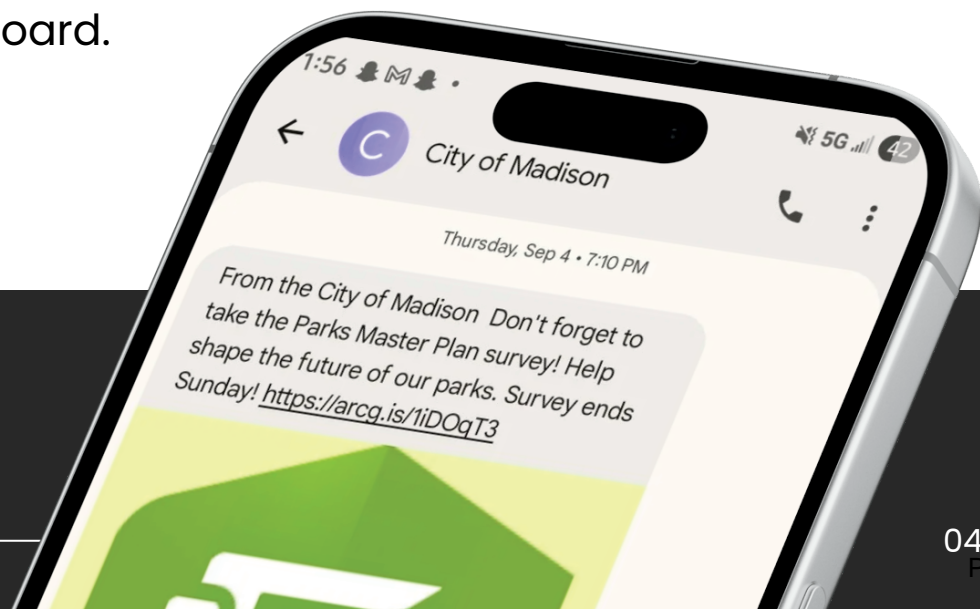 oard.
1:56
42
5G
C
City of Madison
Thursday, Sep 4 • 7:10 PM
From the City of Madison  Don't forget to
take the Parks Master Plan survey! Help
shape the future of our parks. Survey ends
Sunday! https://arcg.is/1iDOqT3
04
P